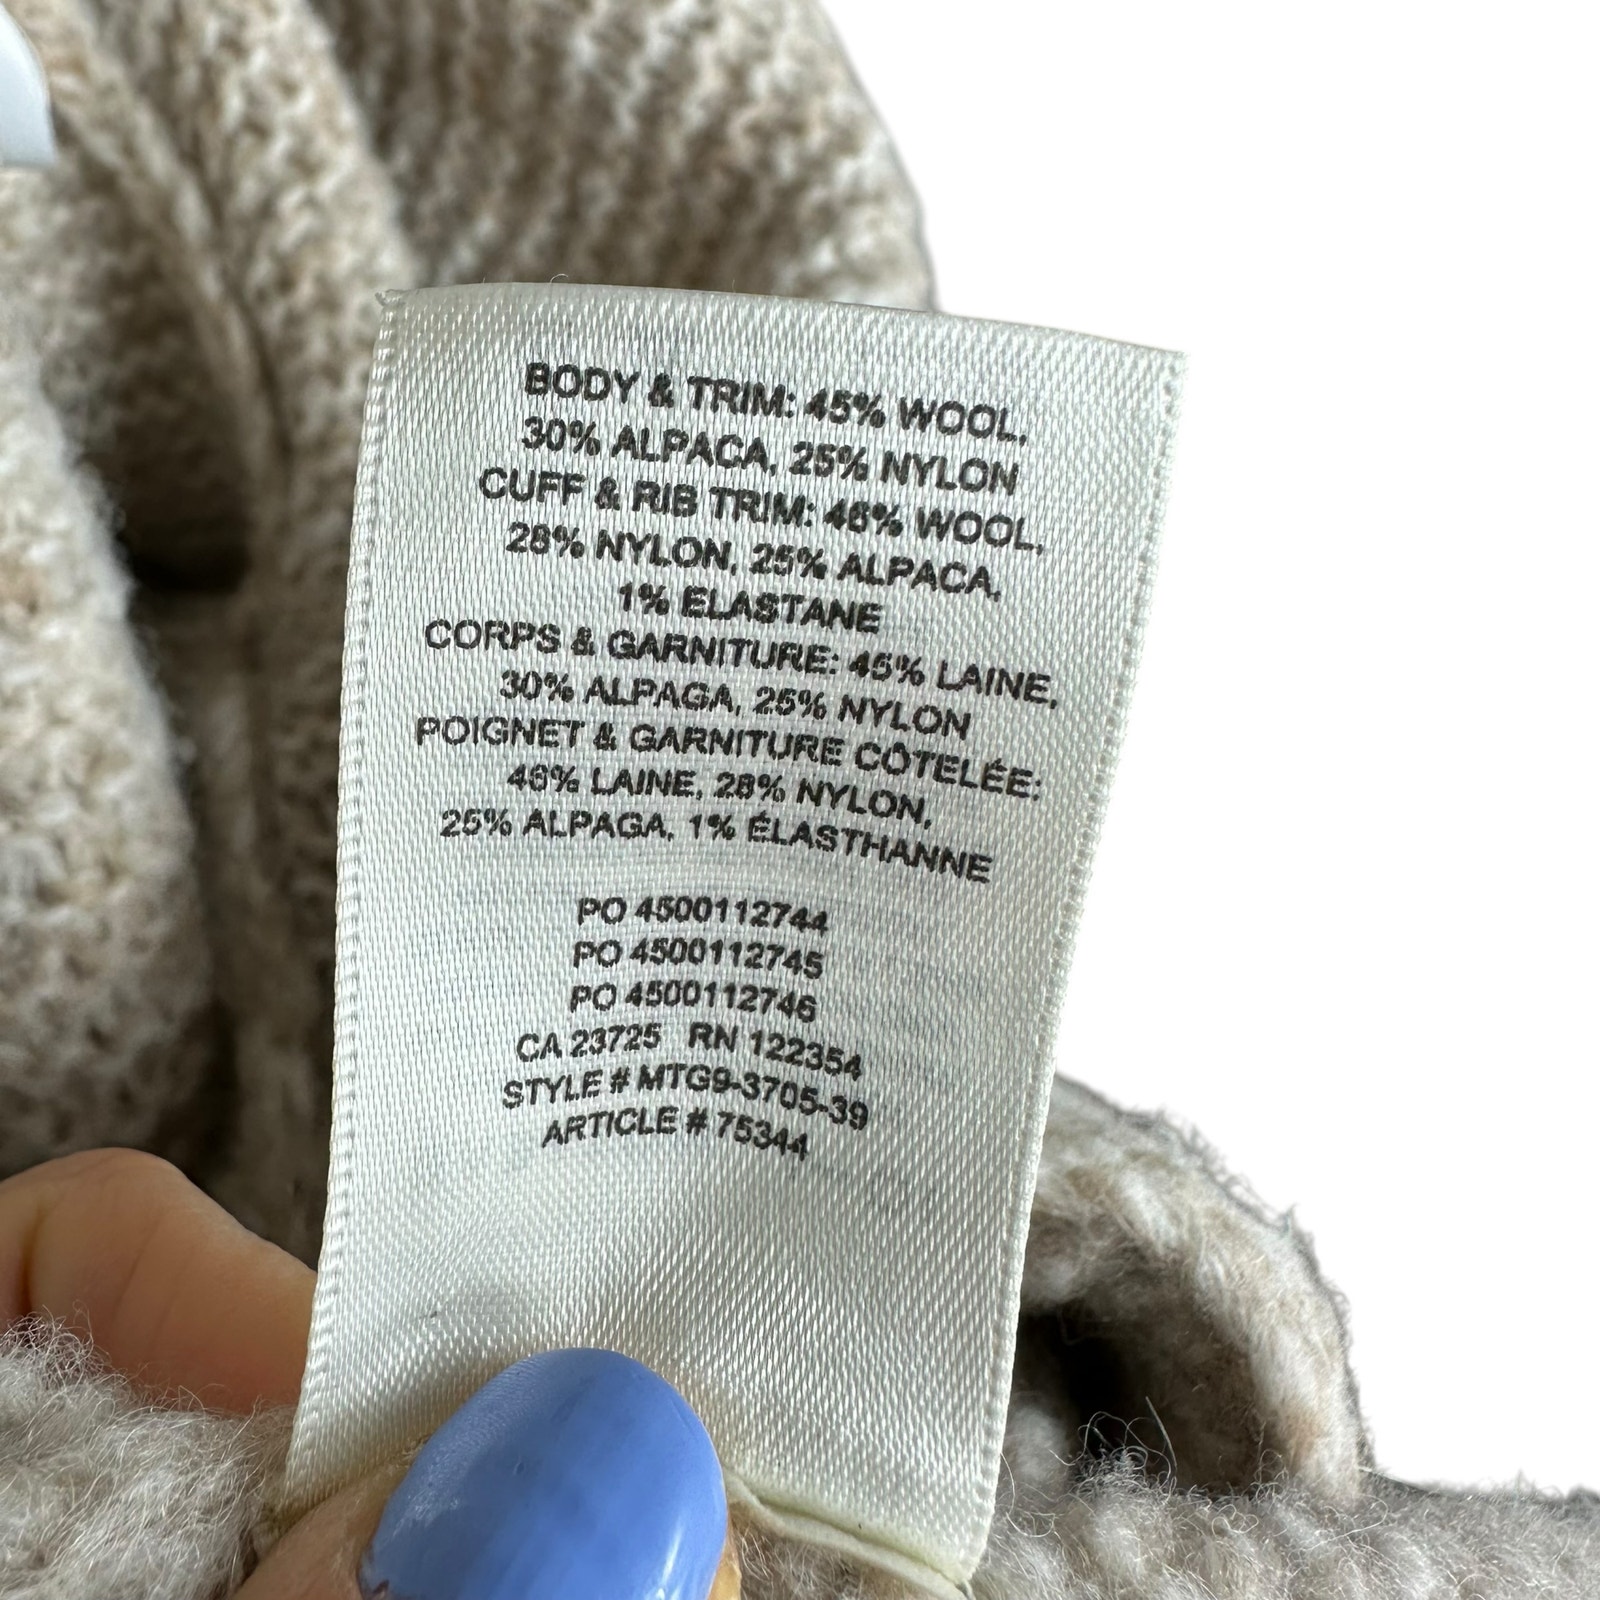 BODY & TRIM: 45% WOOL,
30% ALPACA, 25% NYLON
CUFF & RIB TRIM: 46% WOOL,
28% NYLON, 25% ALPACA,
1% ELASTANE
CORPS & GARNITURE: 45% LAINE,
30% ALPAGA, 25% NYLON
POIGNET & GARNITURE CÔTELÉE:
46% LAINE, 28% NYLON,
25% ALPAGA, 1% ÉLASTHANNE
PO 4500112744
PO 4500112745
PO 4500112746
CA 23725 RN 122354
STYLE # MTG9-3705-39
ARTICLE # 75344